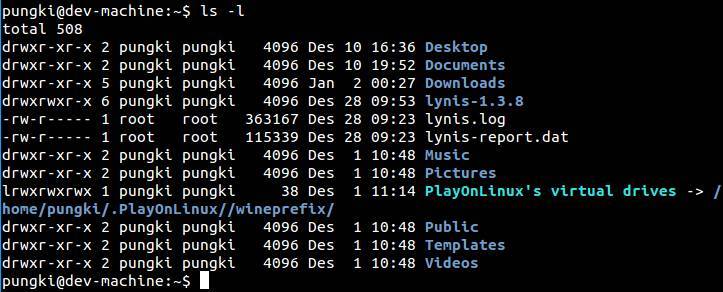 pungki@dev-machine:~$ ls -l
total 508
drwxr-xr-x 2 pungki pungki   4096 Des 10 16:36 Desktop
drwxr-xr-x 2 pungki pungki   4096 Des 10 19:52 Documents
drwxr-xr-x 5 pungki pungki   4096 Jan  2 00:27 Downloads
drwxrwxr-x 6 pungki pungki   4096 Des 28 09:53 lynis-1.3.8
-rw-r----- 1 root   root   363167 Des 28 09:23 lynis.log
-rw-r----- 1 root   root   115339 Des 28 09:23 lynis-report.dat
drwxr-xr-x 2 pungki pungki   4096 Des  1 10:48 Music
drwxr-xr-x 2 pungki pungki   4096 Des  1 10:48 Pictures
lrwxrwxrwx 1 pungki pungki     38 Des  1 11:14 PlayOnLinux's virtual drives -> /
home/pungki/.PlayOnLinux//wineprefix/
drwxr-xr-x 2 pungki pungki   4096 Des  1 10:48 Public
drwxr-xr-x 2 pungki pungki   4096 Des  1 10:48 Templates
drwxr-xr-x 2 pungki pungki   4096 Des  1 10:48 Videos
pungki@dev-machine:~$